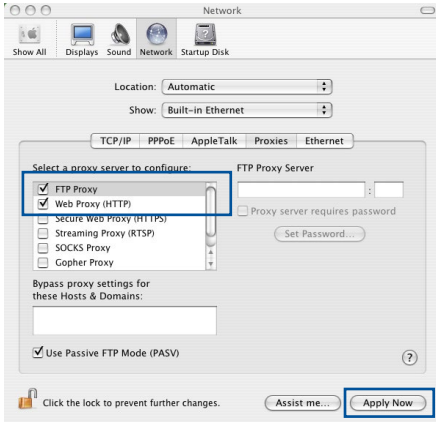 Network
Show All Displays Sound Network Startup Disk
Location: Automatic
Show: Built-in Ethernet
TCP/IP PPPoE AppleTalk Proxies Ethernet
Select a proxy server to configure: FTP Proxy Server
FTP Proxy
Web Proxy (HTTP)
:
Secure Web Proxy (HTTPS)
Proxy server requires password
Streaming Proxy (RTSP)
Set Password...
SOCKS Proxy
Gopher Proxy
Bypass proxy settings for
these Hosts & Domains:
Use Passive FTP Mode (PASV)
?
Click the lock to prevent further changes. Assist me... Apply Now